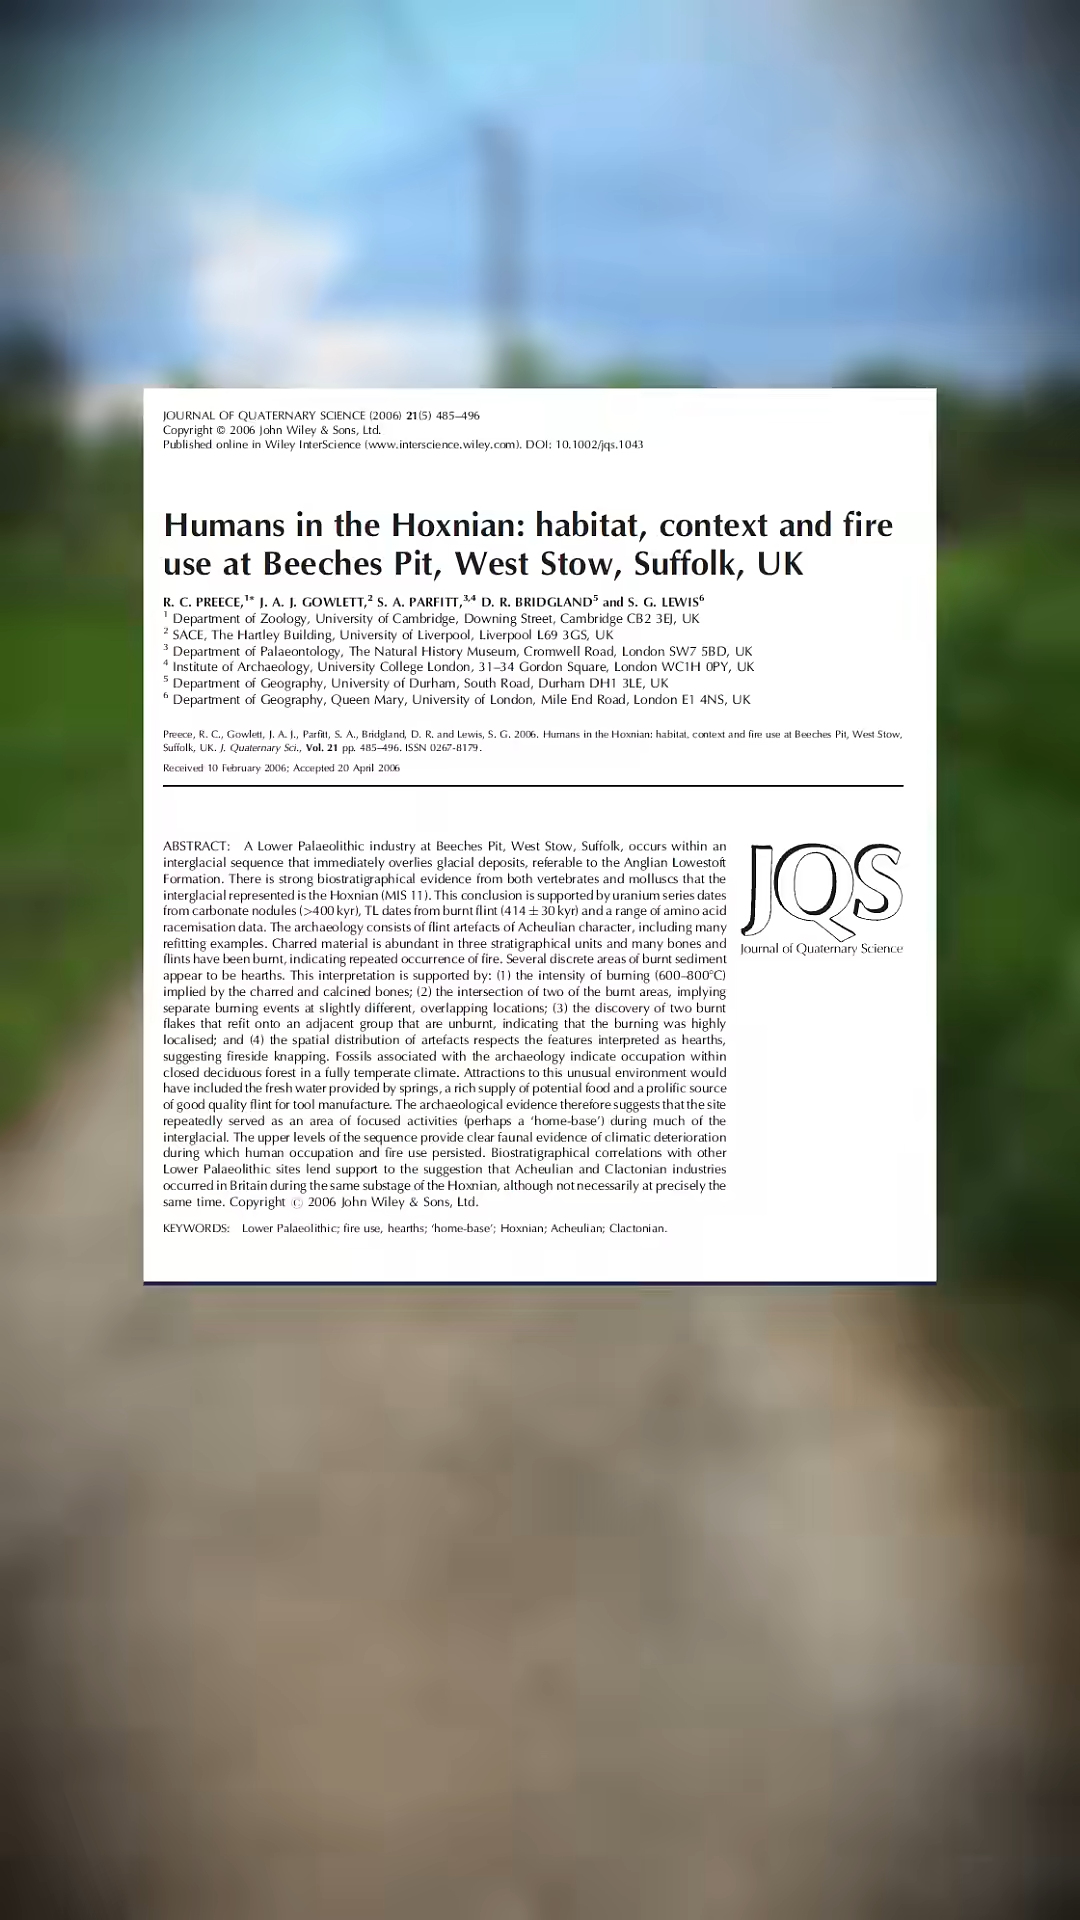 JOURNAL OF QUATERNARY SCIENCE (2006) 21(5) 485–496
Copyright © 2006 John Wiley & Sons, Ltd.
Published online in Wiley InterScience (www.interscience.wiley.com). DOI: 10.1002/jqs.1043
Humans in the Hoxnian: habitat, context and fire
use at Beeches Pit, West Stow, Suffolk, UK
R. C. PREECE,1* J. A. J. GOWLETT,2 S. A. PARFITT,3,4 D. R. BRIDGLAND5 and S. G. LEWIS6
1 Department of Zoology, University of Cambridge, Downing Street, Cambridge CB2 3EJ, UK
2 SACE, The Hartley Building, University of Liverpool, Liverpool L69 3GS, UK
3 Department of Palaeontology, The Natural History Museum, Cromwell Road, London SW7 5BD, UK
4 Institute of Archaeology, University College London, 31–34 Gordon Square, London WC1H 0PY, UK
5 Department of Geography, University of Durham, South Road, Durham DH1 3LE, UK
6 Department of Geography, Queen Mary, University of London, Mile End Road, London E1 4NS, UK
Preece, R. C., Gowlett, J. A. J., Parfitt, S. A., Bridgland, D. R. and Lewis, S. G. 2006. Humans in the Hoxnian: habitat, context and fire use at Beeches Pit, West Stow,
Suffolk, UK. J. Quaternary Sci., Vol. 21 pp. 485–496. ISSN 0267-8179.
Received 10 February 2006; Accepted 20 April 2006
ABSTRACT: A Lower Palaeolithic industry at Beeches Pit, West Stow, Suffolk, occurs within an
interglacial sequence that immediately overlies glacial deposits, referable to the Anglian Lowestoft
Formation. There is strong biostratigraphical evidence from both vertebrates and molluscs that the
interglacial represented is the Hoxnian (MIS 11). This conclusion is supported by uranium series dates
from carbonate nodules (>400 kyr), TL dates from burnt flint (414 ± 30 kyr) and a range of amino acid
racemisation data. The archaeology consists of flint artefacts of Acheulian character, including many
refitting examples. Charred material is abundant in three stratigraphical units and many bones and
flints have been burnt, indicating repeated occurrence of fire. Several discrete areas of burnt sediment
appear to be hearths. This interpretation is supported by: (1) the intensity of burning (600–800°C)
implied by the charred and calcined bones; (2) the intersection of two of the burnt areas, implying
separate burning events at slightly different, overlapping locations; (3) the discovery of two burnt
flakes that refit onto an adjacent group that are unburnt, indicating that the burning was highly
localised; and (4) the spatial distribution of artefacts respects the features interpreted as hearths,
suggesting fireside knapping. Fossils associated with the archaeology indicate occupation within
closed deciduous forest in a fully temperate climate. Attractions to this unusual environment would
have included the fresh water provided by springs, a rich supply of potential food and a prolific source
of good quality flint for tool manufacture. The archaeological evidence therefore suggests that the site
repeatedly served as an area of focused activities (perhaps a ‘home-base’) during much of the
interglacial. The upper levels of the sequence provide clear faunal evidence of climatic deterioration
during which human occupation and fire use persisted. Biostratigraphical correlations with other
Lower Palaeolithic sites lend support to the suggestion that Acheulian and Clactonian industries
occurred in Britain during the same substage of the Hoxnian, although not necessarily at precisely the
same time. Copyright © 2006 John Wiley & Sons, Ltd.
JQS
Journal of Quaternary Science
KEYWORDS: Lower Palaeolithic; fire use, hearths; ‘home-base’; Hoxnian; Acheulian; Clactonian.